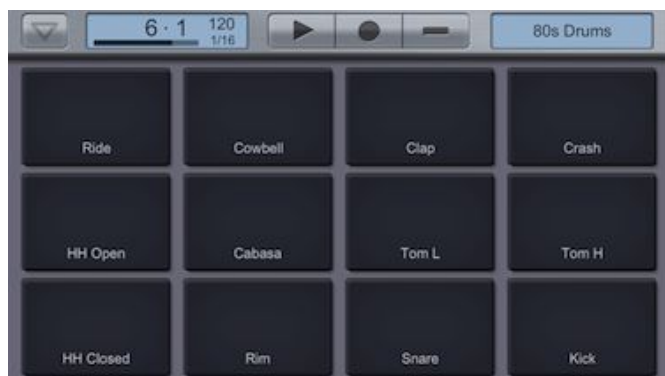 6 · 1 120
1/16
80s Drums
Ride Cowbell Clap Crash
HH Open Cabasa Tom L Tom H
HH Closed Rim Snare Kick